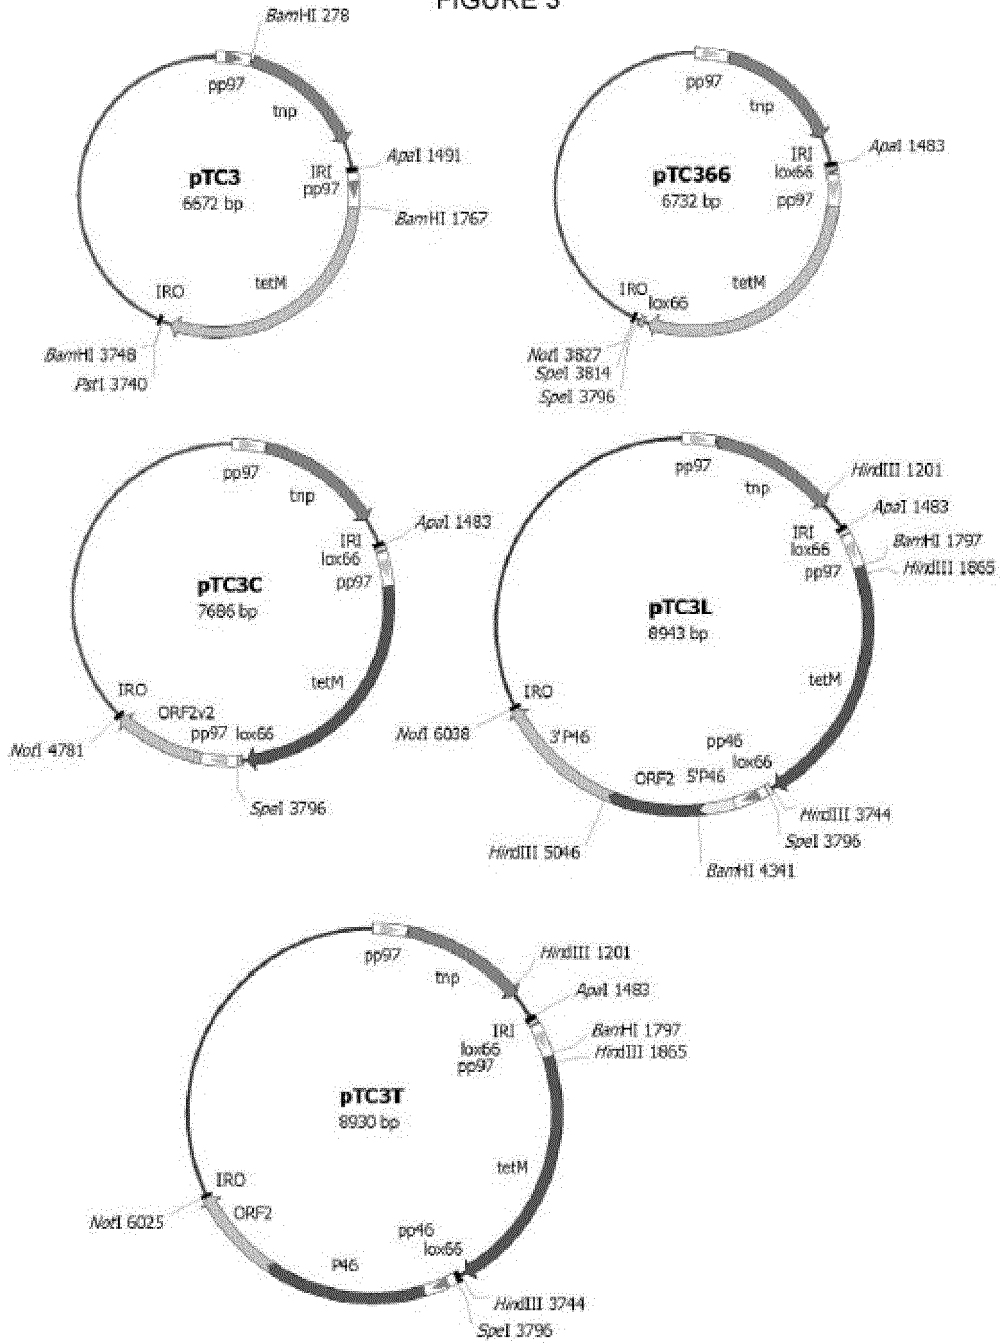 FIGURE 3
BamHI 278
pp97
tnp
ApaI 1491
IRI
pp97
BamHI 1767
pTC3
6672 bp
tetM
IRO
BamHI 3748
PstI 3740
pp97
tnp
ApaI 1483
IRI
lox66
pp97
pTC366
6732 bp
tetM
IRO
lox66
NotI 3827
SpeI 3814
SpeI 3796
pp97
tnp
ApaI 1483
IRI
lox66
pp97
pTC3C
7686 bp
tetM
IRO
ORF2v2
pp97 lox66
NotI 4781
SpeI 3796
pp97
HindIII 1201
tnp
ApaI 1483
IRI
lox66
BamHI 1797
pp97
HindIII 1865
pTC3L
8943 bp
tetM
IRO
NotI 6038
3'P46
pp46
lox66
ORF2 5'P46
HindIII 3744
SpeI 3796
HindIII 5046
BamHI 4341
pp97
HindIII 1201
tnp
ApaI 1483
IRI
BamHI 1797
lox66
HindIII 1865
pp97
pTC3T
8930 bp
tetM
IRO
ORF2
NotI 6025
pp46
lox66
P46
HindIII 3744
SpeI 3796